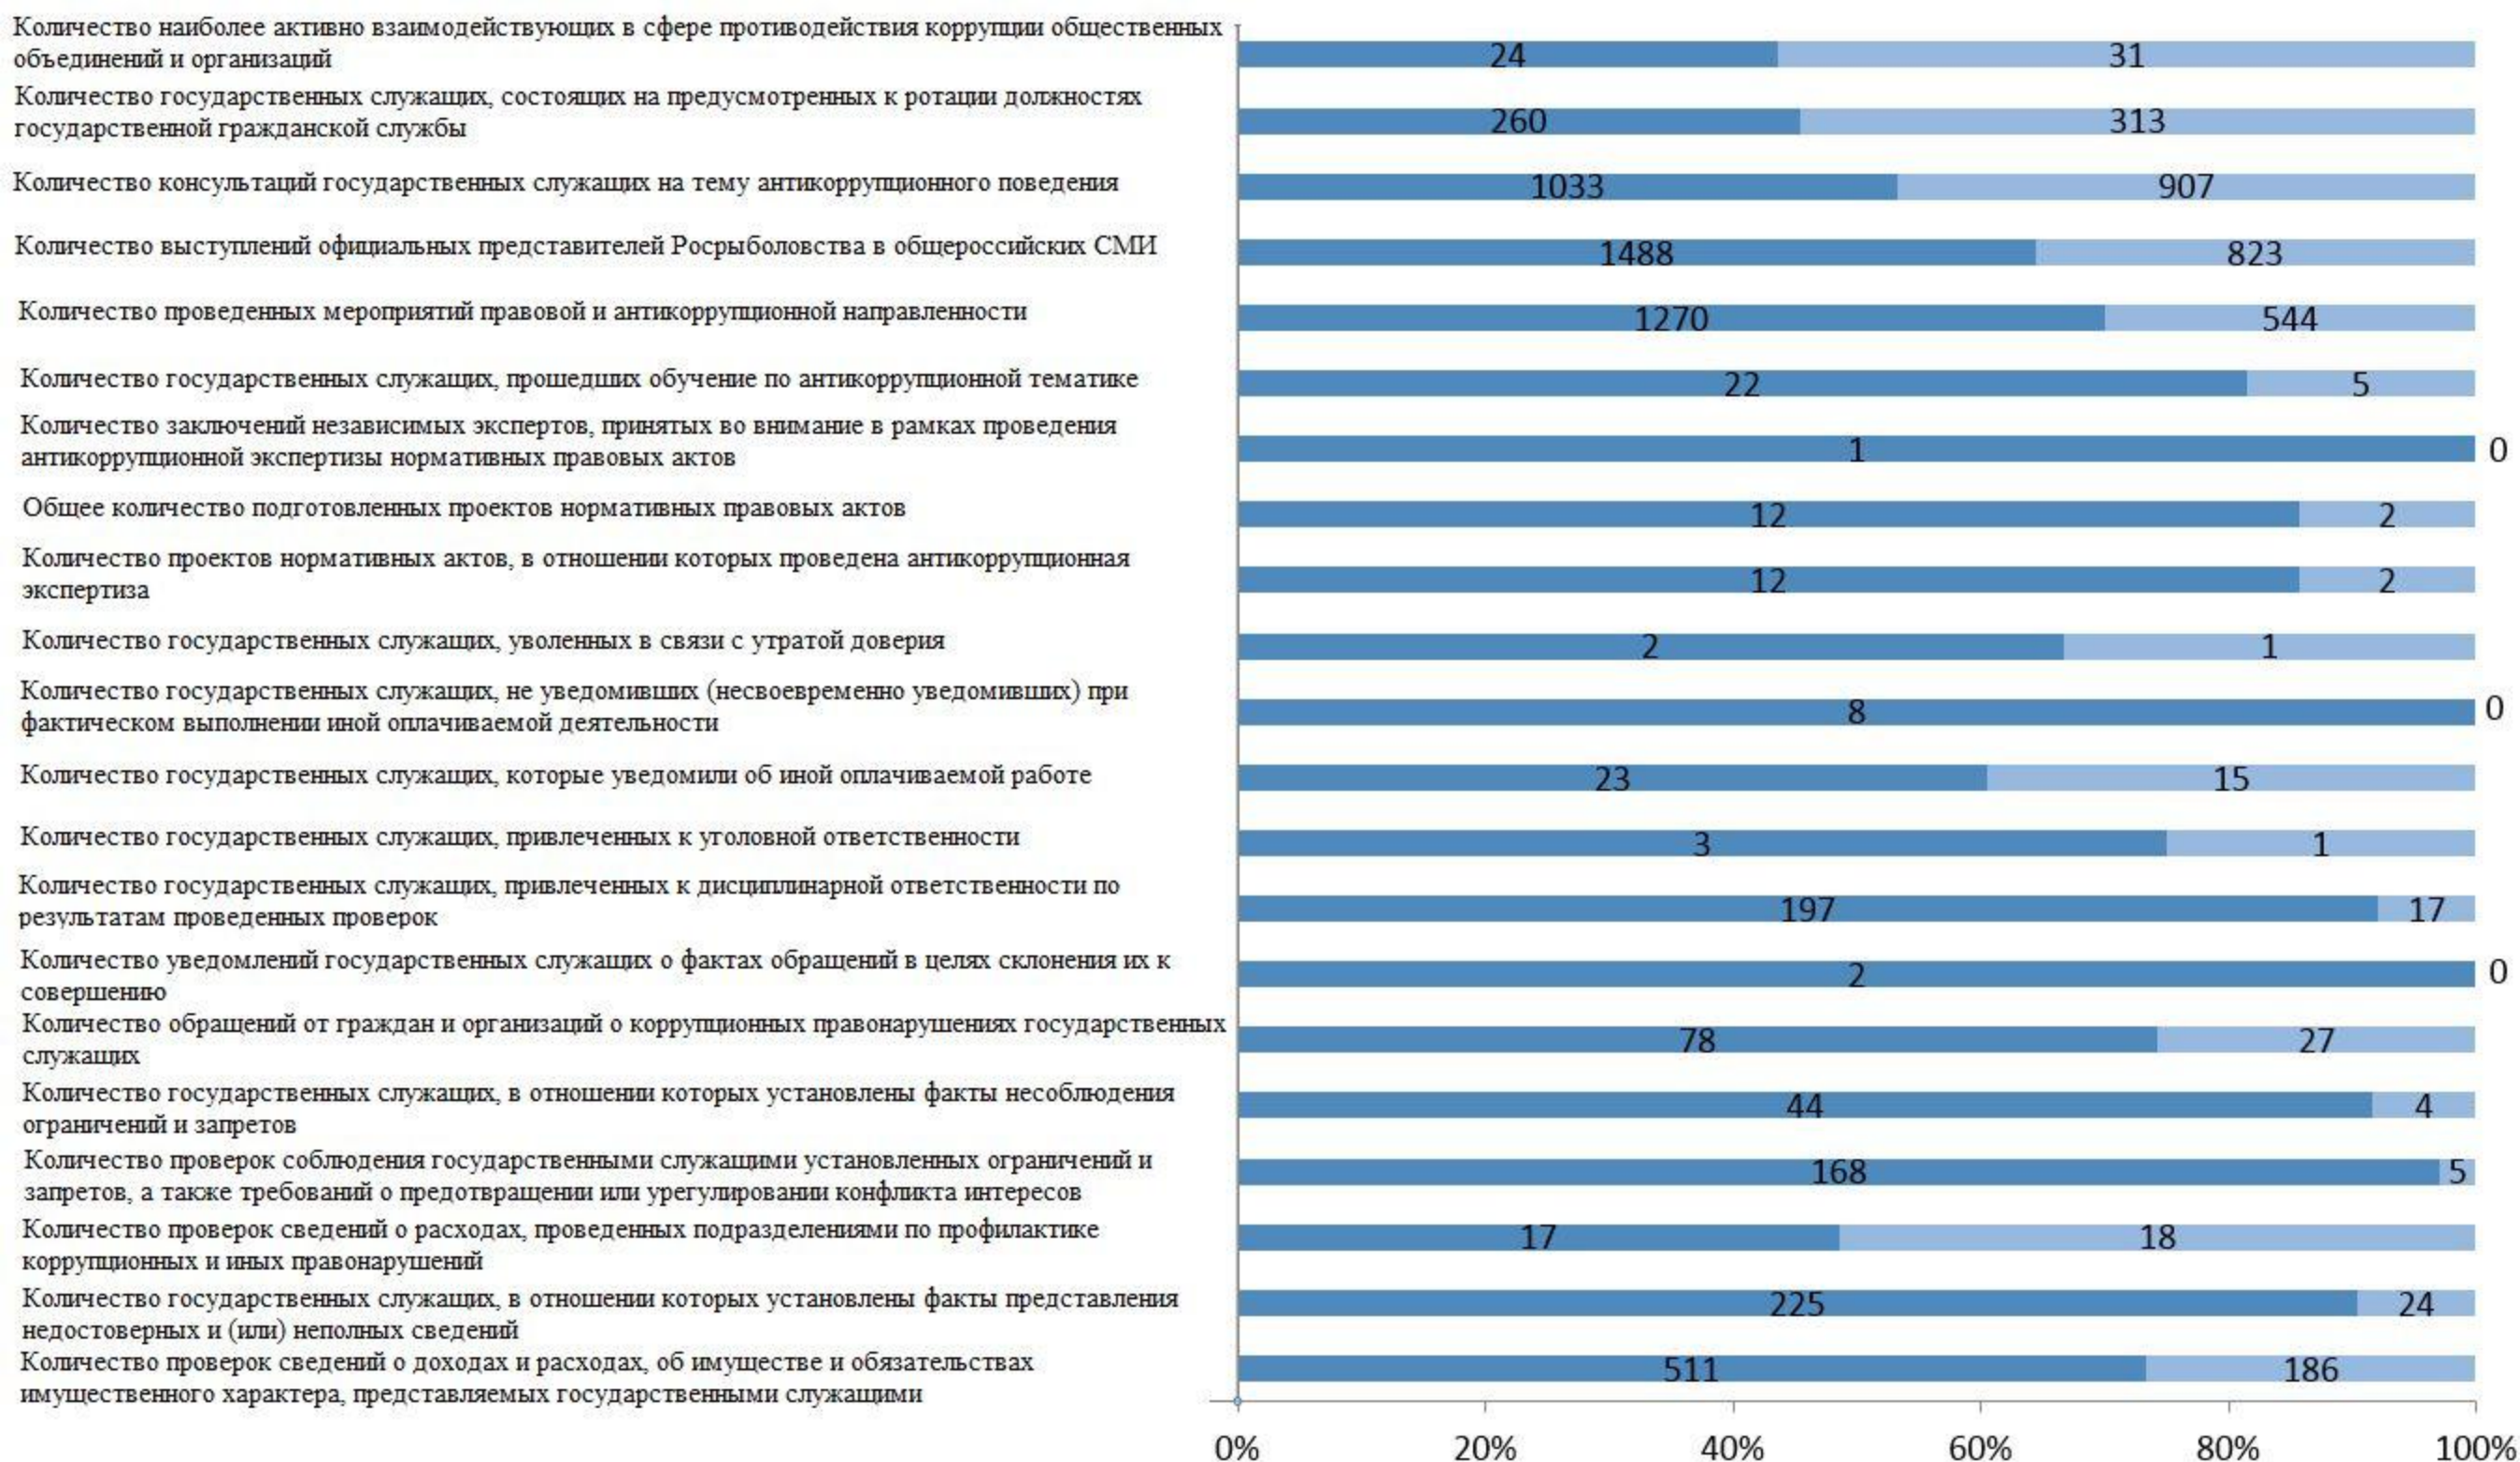 Количество наиболее активно взаимодействующих в сфере противодействия коррупции общественных
объединений и организаций
24 31
Количество государственных служащих, состоящих на предусмотренных к ротации должностях
государственной гражданской службы
260 313
Количество консультаций государственных служащих на тему антикоррупционного поведения
1033 907
Количество выступлений официальных представителей Росрыболовства в общероссийских СМИ
1488 823
Количество проведенных мероприятий правовой и антикоррупционной направленности
1270 544
Количество государственных служащих, прошедших обучение по антикоррупционной тематике
22 5
Количество заключений независимых экспертов, принятых во внимание в рамках проведения
антикоррупционной экспертизы нормативных правовых актов
1 0
Общее количество подготовленных проектов нормативных правовых актов
12 2
Количество проектов нормативных актов, в отношении которых проведена антикоррупционная
экспертиза
12 2
Количество государственных служащих, уволенных в связи с утратой доверия
2 1
Количество государственных служащих, не уведомивших (несвоевременно уведомивших) при
фактическом выполнении иной оплачиваемой деятельности
8 0
Количество государственных служащих, которые уведомили об иной оплачиваемой работе
23 15
Количество государственных служащих, привлеченных к уголовной ответственности
3 1
Количество государственных служащих, привлеченных к дисциплинарной ответственности по
результатам проведенных проверок
197 17
Количество уведомлений государственных служащих о фактах обращений в целях склонения их к
совершению
2 0
Количество обращений от граждан и организаций о коррупционных правонарушениях государственных
служащих
78 27
Количество государственных служащих, в отношении которых установлены факты несоблюдения
ограничений и запретов
44 4
Количество проверок соблюдения государственными служащими установленных ограничений и
запретов, а также требований о предотвращении или урегулировании конфликта интересов
168 5
Количество проверок сведений о расходах, проведенных подразделениями по профилактике
коррупционных и иных правонарушений
17 18
Количество государственных служащих, в отношении которых установлены факты представления
недостоверных и (или) неполных сведений
225 24
Количество проверок сведений о доходах и расходах, об имуществе и обязательствах
имущественного характера, представляемых государственными служащими
511 186
0% 20% 40% 60% 80% 100%